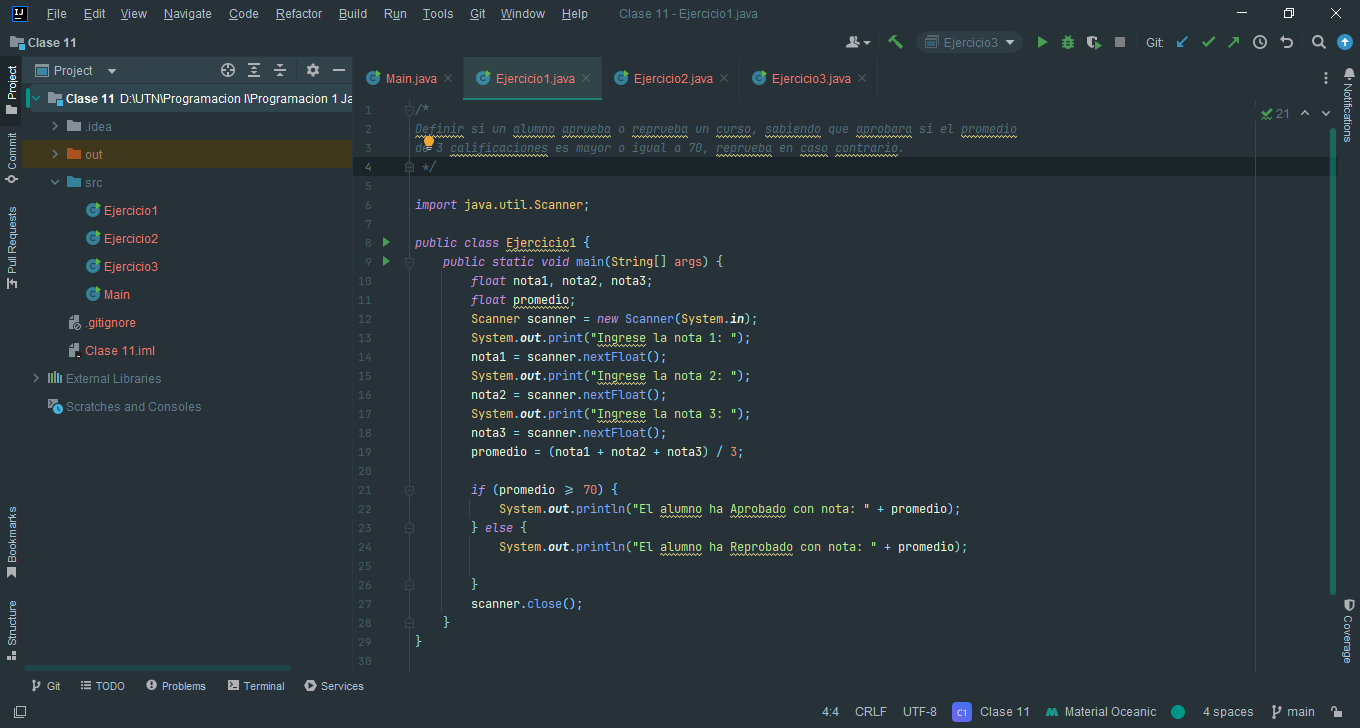 File Edit View Navigate Code Refactor Build Run Tools Git Window Help Clase 11 - Ejercicio1.java
Clase 11 Ejercicio3 Git:
Project
Main.java Ejercicio1.java Ejercicio2.java Ejercicio3.java
Project
Commit
Pull Requests
Bookmarks
Structure
Clase 11 D:\UTN\Programacion I\Programacion 1 Ja
.idea
out
src
Ejercicio1
Ejercicio2
Ejercicio3
Main
.gitignore
Clase 11.iml
External Libraries
Scratches and Consoles
1 /*
2 Definir si un alumno aprueba o reprueba un curso, sabiendo que aprobara si el promedio
3 de 3 calificaciones es mayor o igual a 70, reprueba en caso contrario.
4 */
5
6 import java.util.Scanner;
7
8 public class Ejercicio1 {
9 public static void main(String[] args) {
10 float nota1, nota2, nota3;
11 float promedio;
12 Scanner scanner = new Scanner(System.in);
13 System.out.print("Ingrese la nota 1: ");
14 nota1 = scanner.nextFloat();
15 System.out.print("Ingrese la nota 2: ");
16 nota2 = scanner.nextFloat();
17 System.out.print("Ingrese la nota 3: ");
18 nota3 = scanner.nextFloat();
19 promedio = (nota1 + nota2 + nota3) / 3;
20
21 if (promedio ≥ 70) {
22 System.out.println("El alumno ha Aprobado con nota: " + promedio);
23 } else {
24 System.out.println("El alumno ha Reprobado con nota: " + promedio);
25
26 }
27 scanner.close();
28 }
29 }
30
21
Notifications
Coverage
Git TODO Problems Terminal Services
4:4 CRLF UTF-8 C1 Clase 11 Material Oceanic 4 spaces main